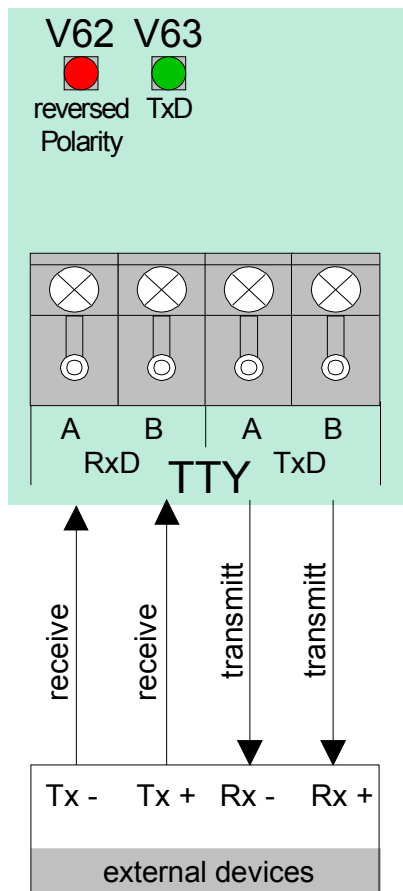 V62 V63
reversed TxD
Polarity
A B A B
RxD TTY TxD
receive receive transmitt transmitt
Tx - Tx + Rx - Rx +
external devices